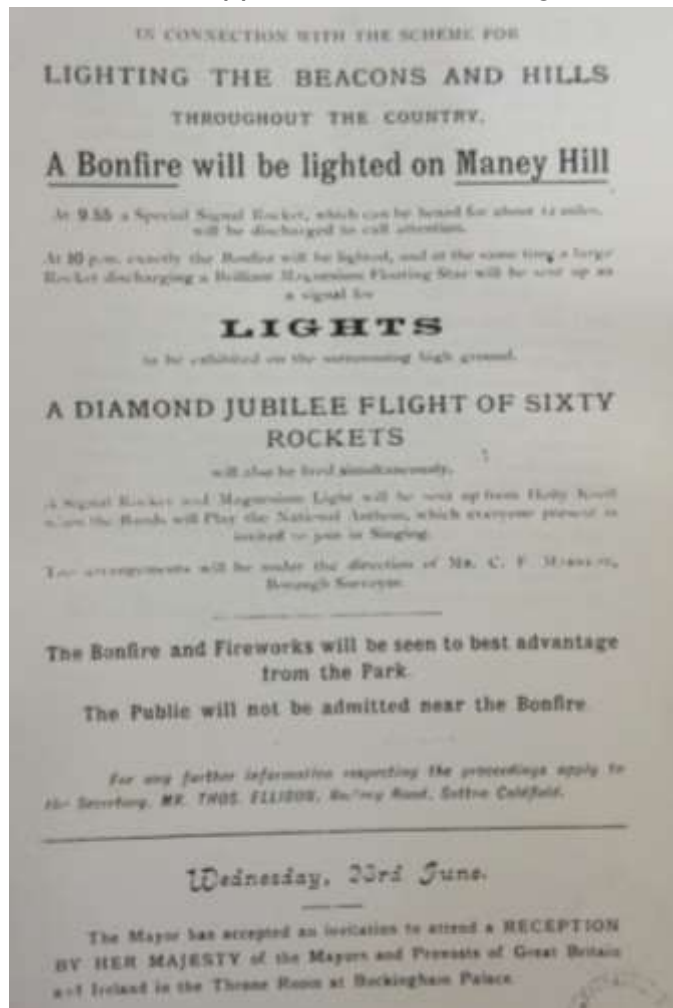 IN CONNECTION WITH THE SCHEME FOR
LIGHTING THE BEACONS AND HILLS
THROUGHOUT THE COUNTRY.
A Bonfire will be lighted on Maney Hill
At 9.55 a Special Signal Rocket, which can be heard for about 12 miles,
will be discharged to call attention.
At 10 p.m. exactly the Bonfire will be lighted, and at the same time a large
Rocket discharging a Brilliant Magnesium Floating Star will be sent up as
a signal for
LIGHTS
to be exhibited on the surrounding high ground.
A DIAMOND JUBILEE FLIGHT OF SIXTY
ROCKETS
will also be fired simultaneously.
A Signal Rocket and Magnesium Light will be sent up from Holly Knoll
when the Bands will Play the National Anthem, which everyone present is
invited to join in Singing.
The arrangements will be under the direction of MR. C. F.
Borough Surveyor.
The Bonfire and Fireworks will be seen to best advantage
from the Park.
The Public will not be admitted near the Bonfire.
For any further information respecting the proceedings apply to
the Secretary, MR. THOS. ELLISON, Road, Sutton Coldfield.
Wednesday, 23rd June.
The Mayor has accepted an invitation to attend a RECEPTION
BY HER MAJESTY of the Mayors and Provosts of Great Britain
and Ireland in the Throne Room at Buckingham Palace.